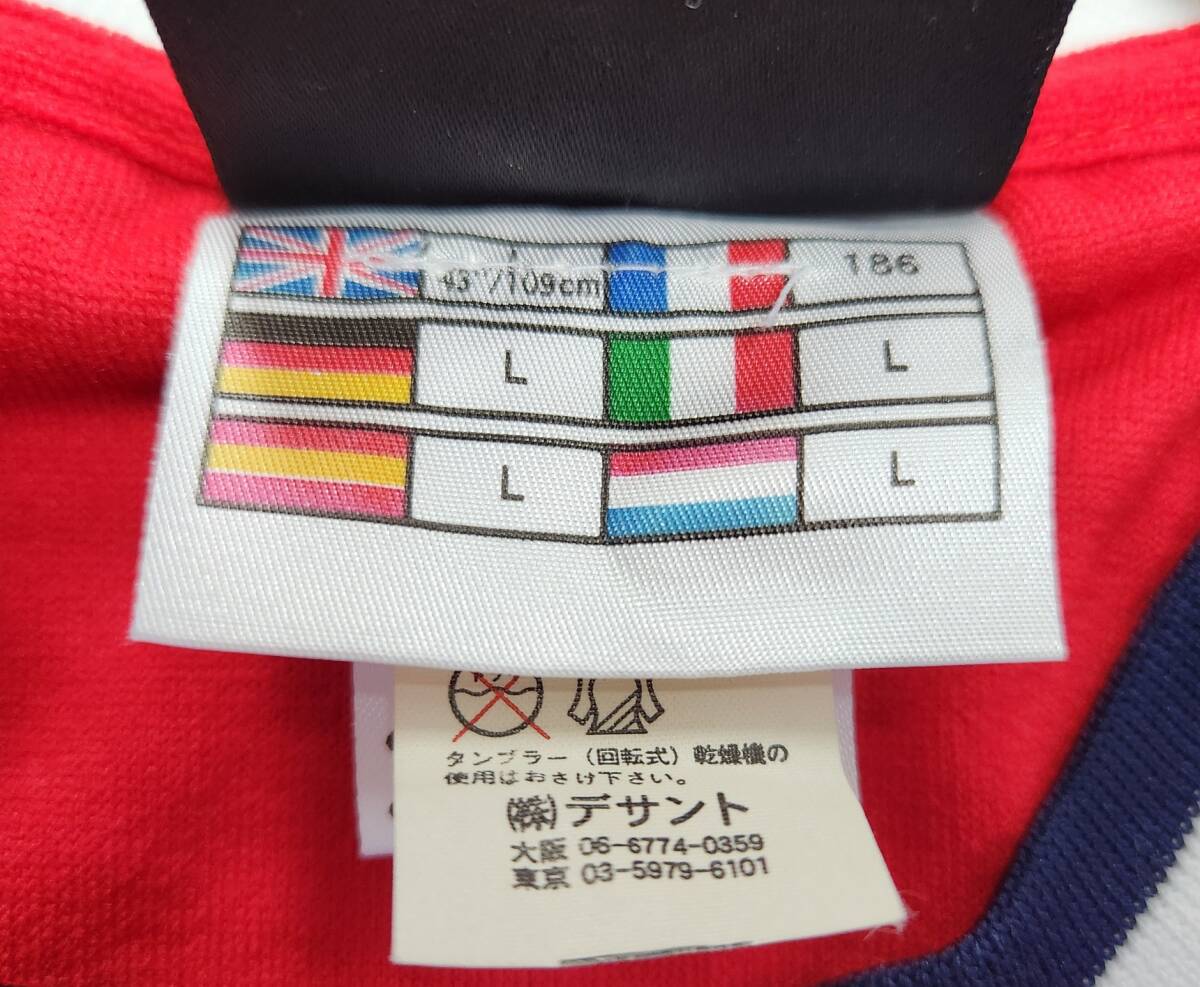 43"/109cm 186
L L
L L
タンブラー（回転式）乾燥機の
使用はおさけ下さい。
㈱デサント
大阪 06-6774-0359
東京 03-5979-6101